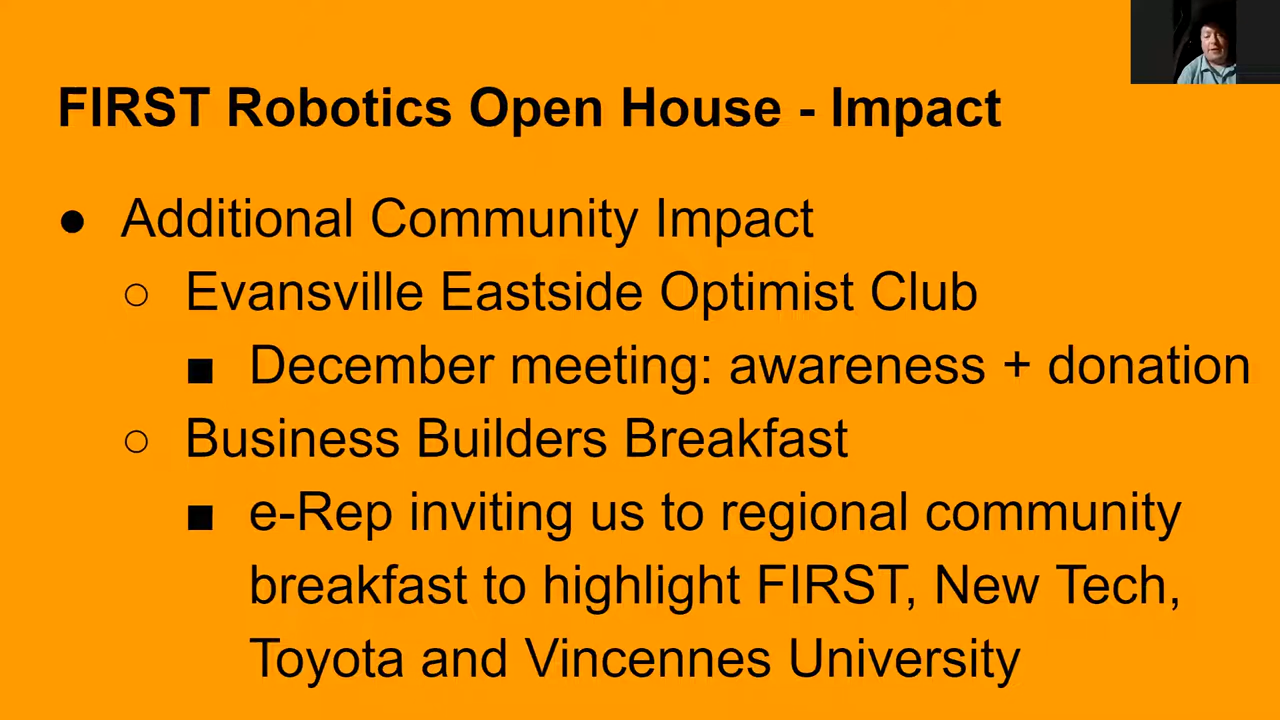 FIRST Robotics Open House - Impact
● Additional Community Impact
○ Evansville Eastside Optimist Club
■ December meeting: awareness + donation
○ Business Builders Breakfast
■ e-Rep inviting us to regional community
breakfast to highlight FIRST, New Tech,
Toyota and Vincennes University